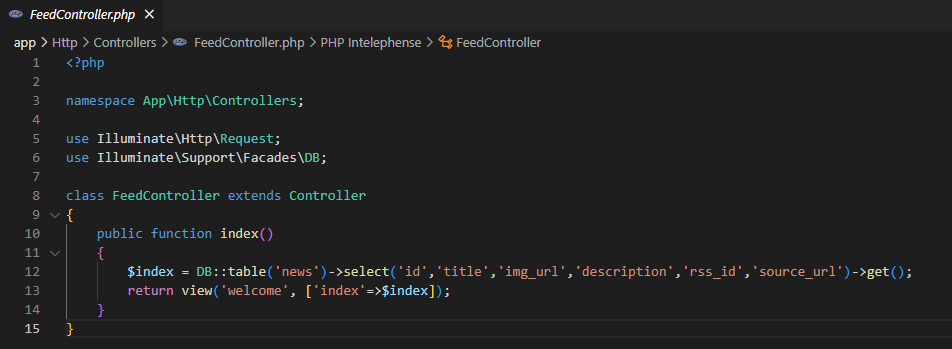 FeedController.php ×
app > Http > Controllers > FeedController.php > PHP Intelephense > FeedController
1 <?php
2
3 namespace App\Http\Controllers;
4
5 use Illuminate\Http\Request;
6 use Illuminate\Support\Facades\DB;
7
8 class FeedController extends Controller
9 {
10     public function index()
11     {
12         $index = DB::table('news')->select('id','title','img_url','description','rss_id','source_url')->get();
13         return view('welcome', ['index'=>$index]);
14     }
15 }